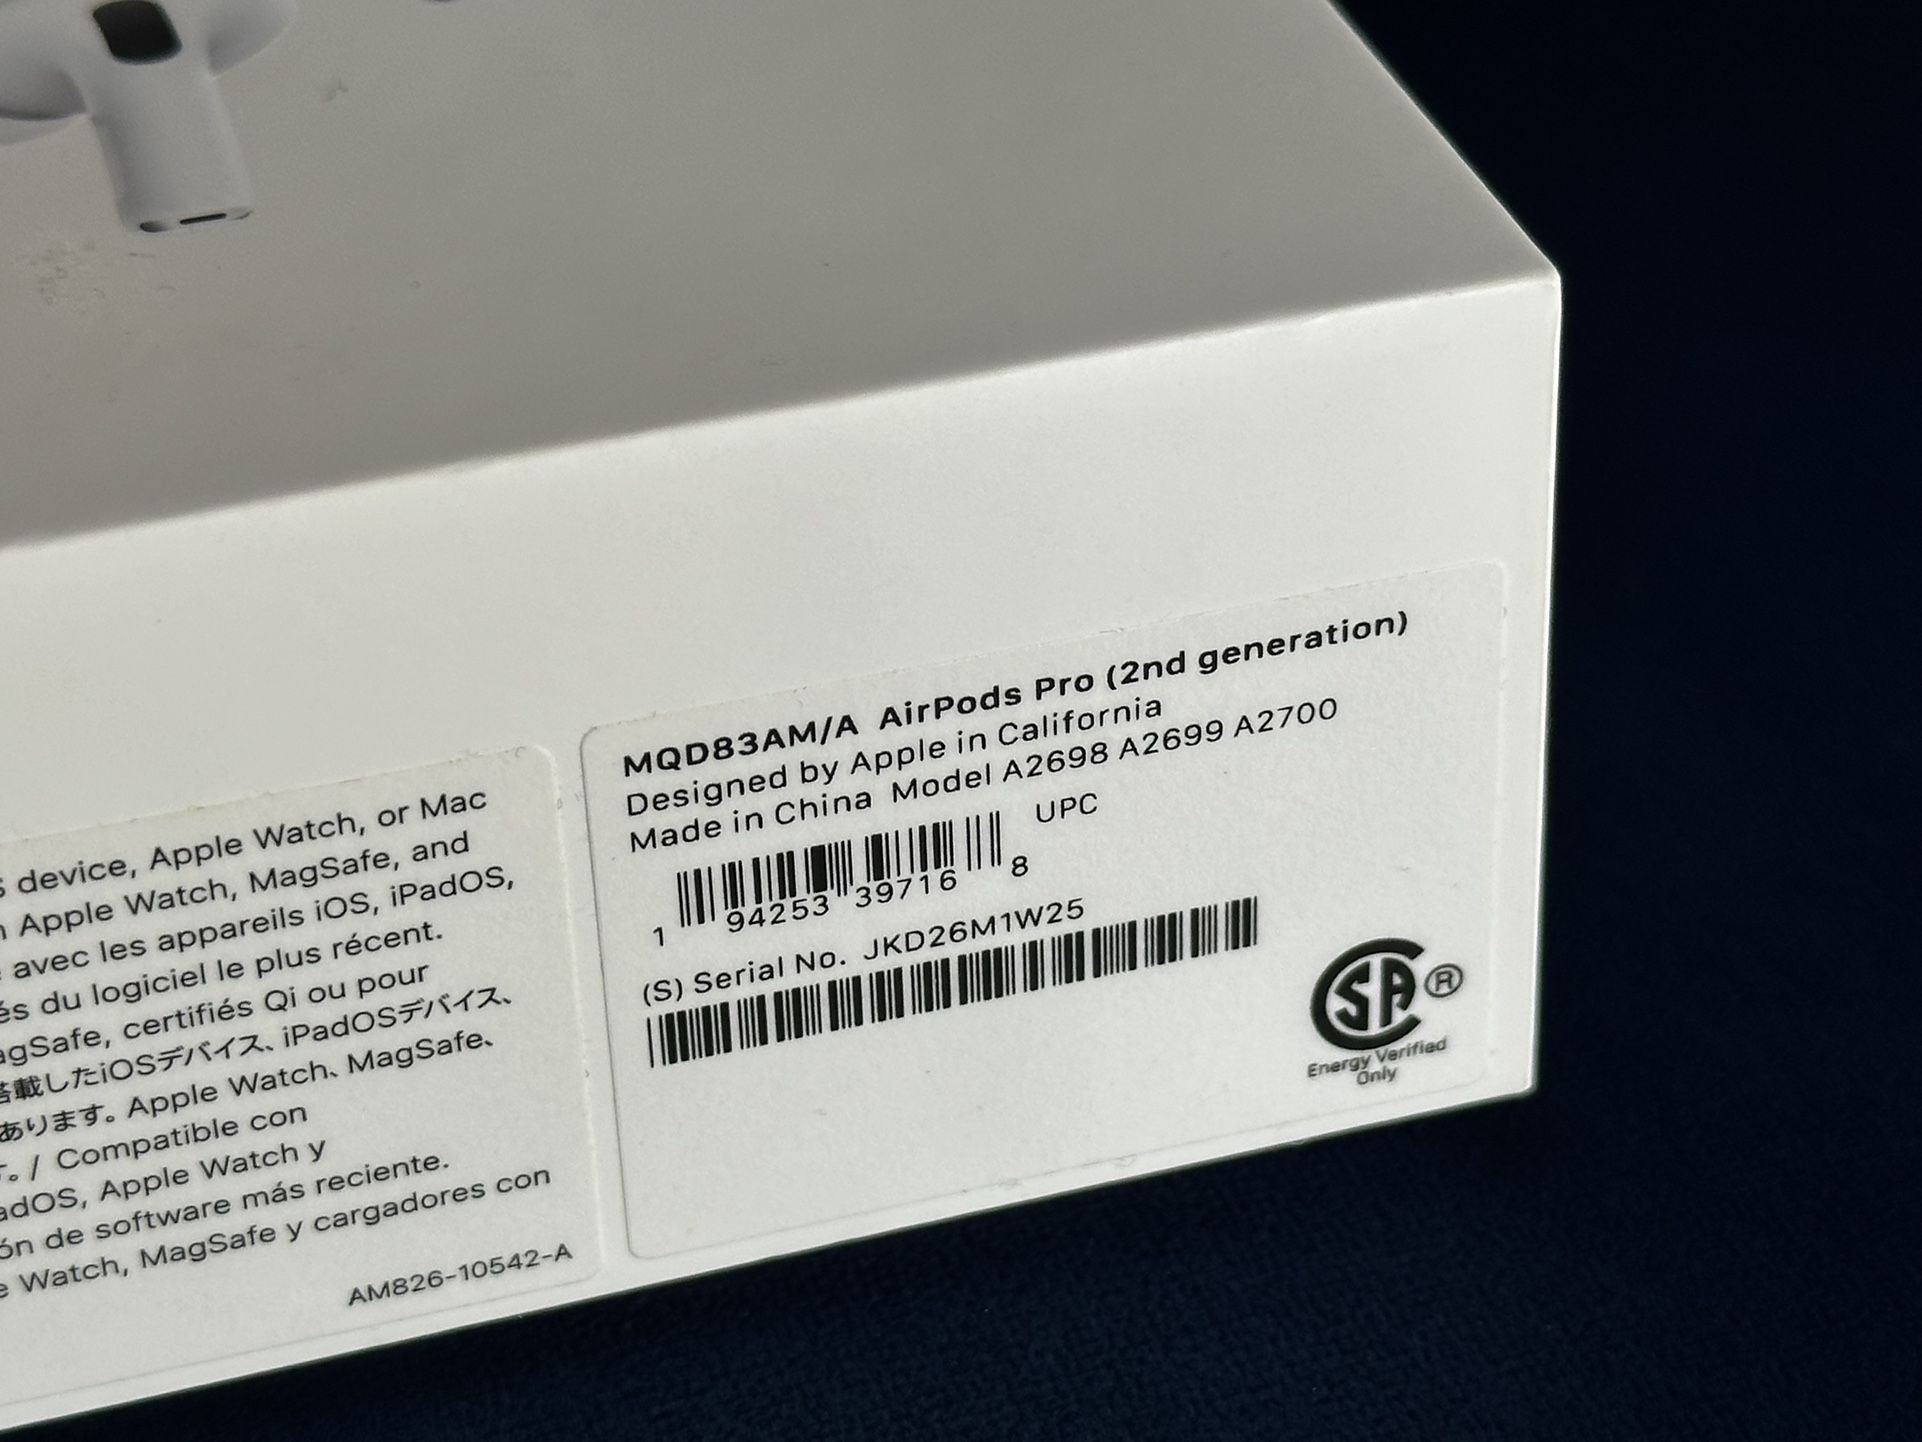 device, Apple Watch, or Mac
Apple Watch, MagSafe, and
avec les appareils iOS, iPadOS,
du logiciel le plus récent.
agSafe, certifiés Qi ou pour
搭載したiOSデバイス、iPadOSデバイス、
あります。Apple Watch、MagSafe、
す。/ Compatible con
adOS, Apple Watch y
ón de software más reciente.
Watch, MagSafe y cargadores con
AM826-10542-A
MQD83AM/A AirPods Pro (2nd generation)
Designed by Apple in California
Made in China Model A2698 A2699 A2700
UPC
1 94253 39716 8
(S) Serial No. JKD26M1W25
SA ®
Energy Verified
Only